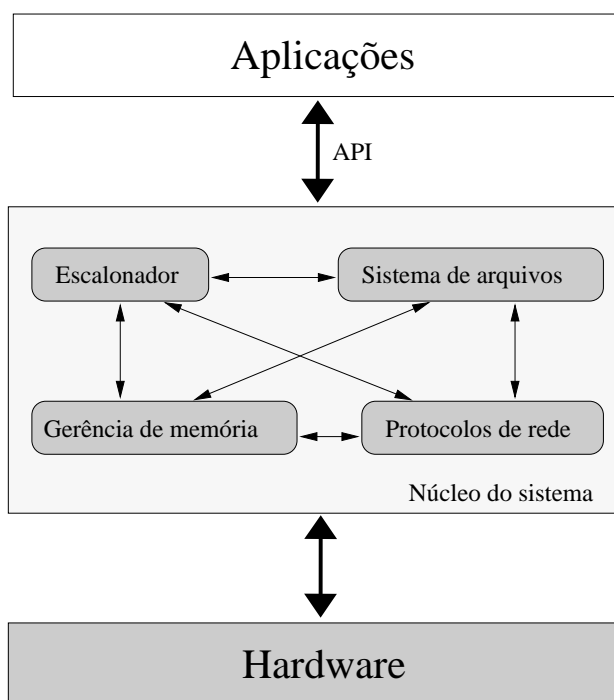 Aplicações
API
Escalonador
Sistema de arquivos
Gerência de memória
Protocolos de rede
Núcleo do sistema
Hardware